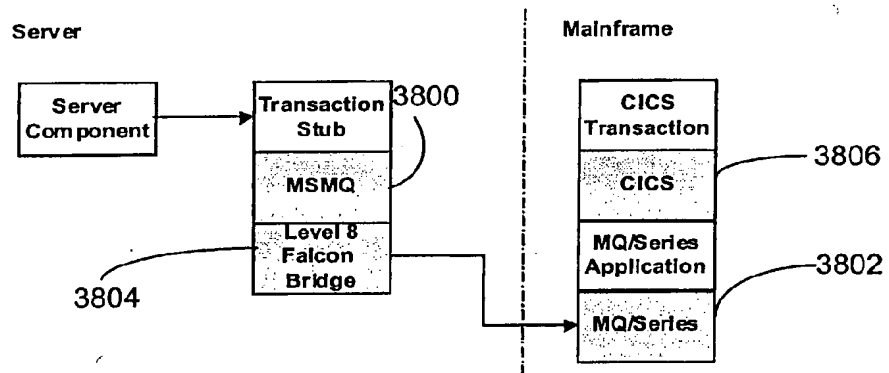 Server
Mainframe
Server
Component
Transaction
Stub
3800
MSMQ
Level 8
Falcon
Bridge
3804
CICS
Transaction
CICS
3806
MQ/Series
Application
3802
MQ/Series